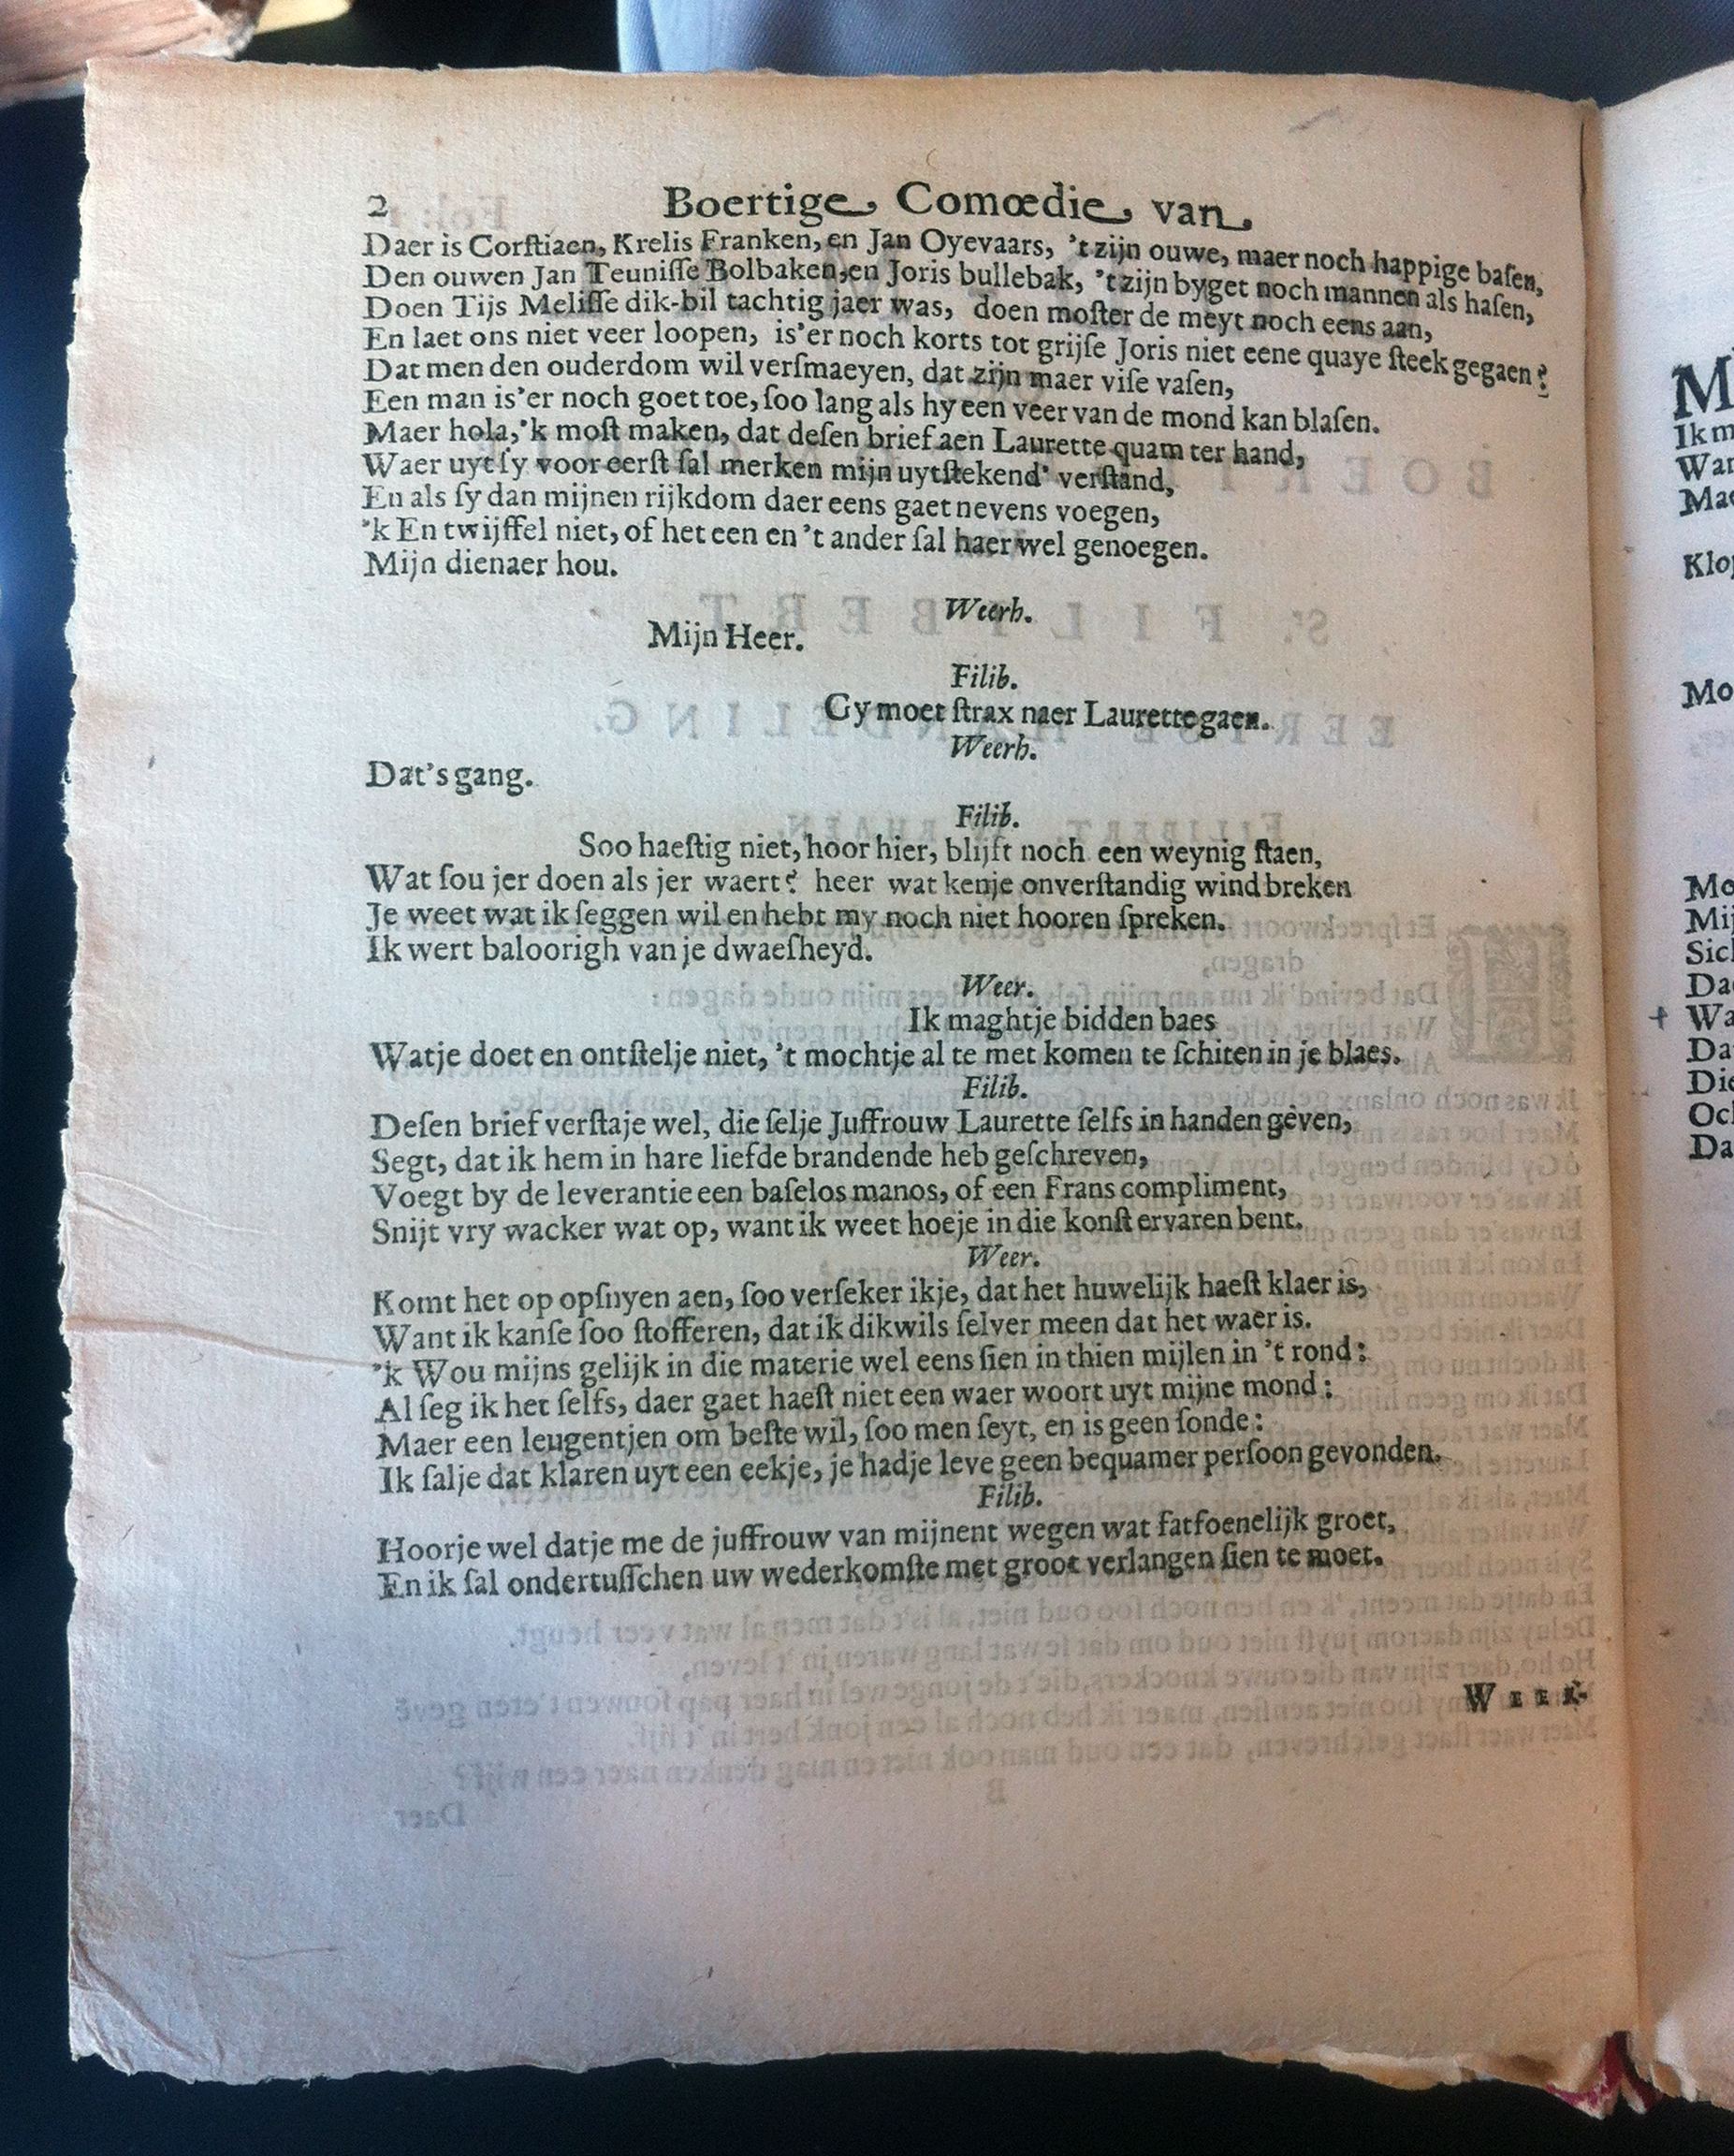 2 Boertige Comœdie van
Daer is Corſtiaen, Krelis Franken, en Jan Oyevaars, 't zijn ouwe, maer noch happige baſen,
Den ouwen Jan Teuniſſe Bolbaken, en Joris bullebak, 't zijn byget noch mannen als haſen,
Doen Tijs Meliſſe dik-bil tachtig jaer was, doen moſter de meyt noch eens aan,
En laet ons niet veer loopen, is'er noch korts tot grijſe Joris niet eene quaye ſteek gegaen?
Dat men den ouderdom wil verſmaeyen, dat zijn maer viſe vaſen,
Een man is'er noch goet toe, ſoo lang als hy een veer van de mond kan blaſen.
Maer hola, 'k moſt maken, dat deſen brief aen Laurette quam ter hand,
Waer uyt ſy voor eerſt ſal merken mijn uytſtekend' verſtand,
En als ſy dan mijnen rijkdom daer eens gaet nevens voegen,
'k En twijffel niet, of het een en 't ander ſal haer wel genoegen.
Mijn dienaer hou.
Weerh.
Mijn Heer.
Filib.
Gy moet ſtrax naer Laurette gaen.
Weerh.
Dat's gang.
Filib.
Soo haeſtig niet, hoor hier, blijft noch een weynig ſtaen,
Wat ſou jer doen als jer waert? heer wat kenje onverſtandig wind breken
Je weet wat ik ſeggen wil en hebt my noch niet hooren ſpreken.
Ik wert baloorigh van je dwaeſheyd.
Weer.
Ik maghtje bidden baes
Watje doet en ontſtelje niet, 't mochtje al te met komen te ſchiten in je blaes.
Filib.
Deſen brief verſtaje wel, die ſelje Juffrouw Laurette ſelfs in handen geven,
Segt, dat ik hem in hare liefde brandende heb geſchreven,
Voegt by de leverantie een baſelos manos, of een Frans compliment,
Snijt vry wacker wat op, want ik weet hoeje in die konſt ervaren bent.
Weer.
Komt het op opſnyen aen, ſoo verſeker ikje, dat het huwelijk haeſt klaer is,
Want ik kanſe ſoo ſtofferen, dat ik dikwils ſelver meen dat het waer is.
'k Wou mijns gelijk in die materie wel eens ſien in thien mijlen in 't rond:
Al ſeg ik het ſelfs, daer gaet haeſt niet een waer woort uyt mijne mond:
Maer een leugentjen om beſte wil, ſoo men ſeyt, en is geen ſonde:
Ik ſalje dat klaren uyt een eekje, je hadje leve geen bequamer perſoon gevonden.
Filib.
Hoorje wel datje me de juffrouw van mijnent wegen wat fatſoenelijk groet,
En ik ſal ondertuſſchen uw wederkomſte met groot verlangen ſien te moet.
M
Ik m
Klo
Mo
Mo
Mij
Da
+ Wa
Da
Die
Da